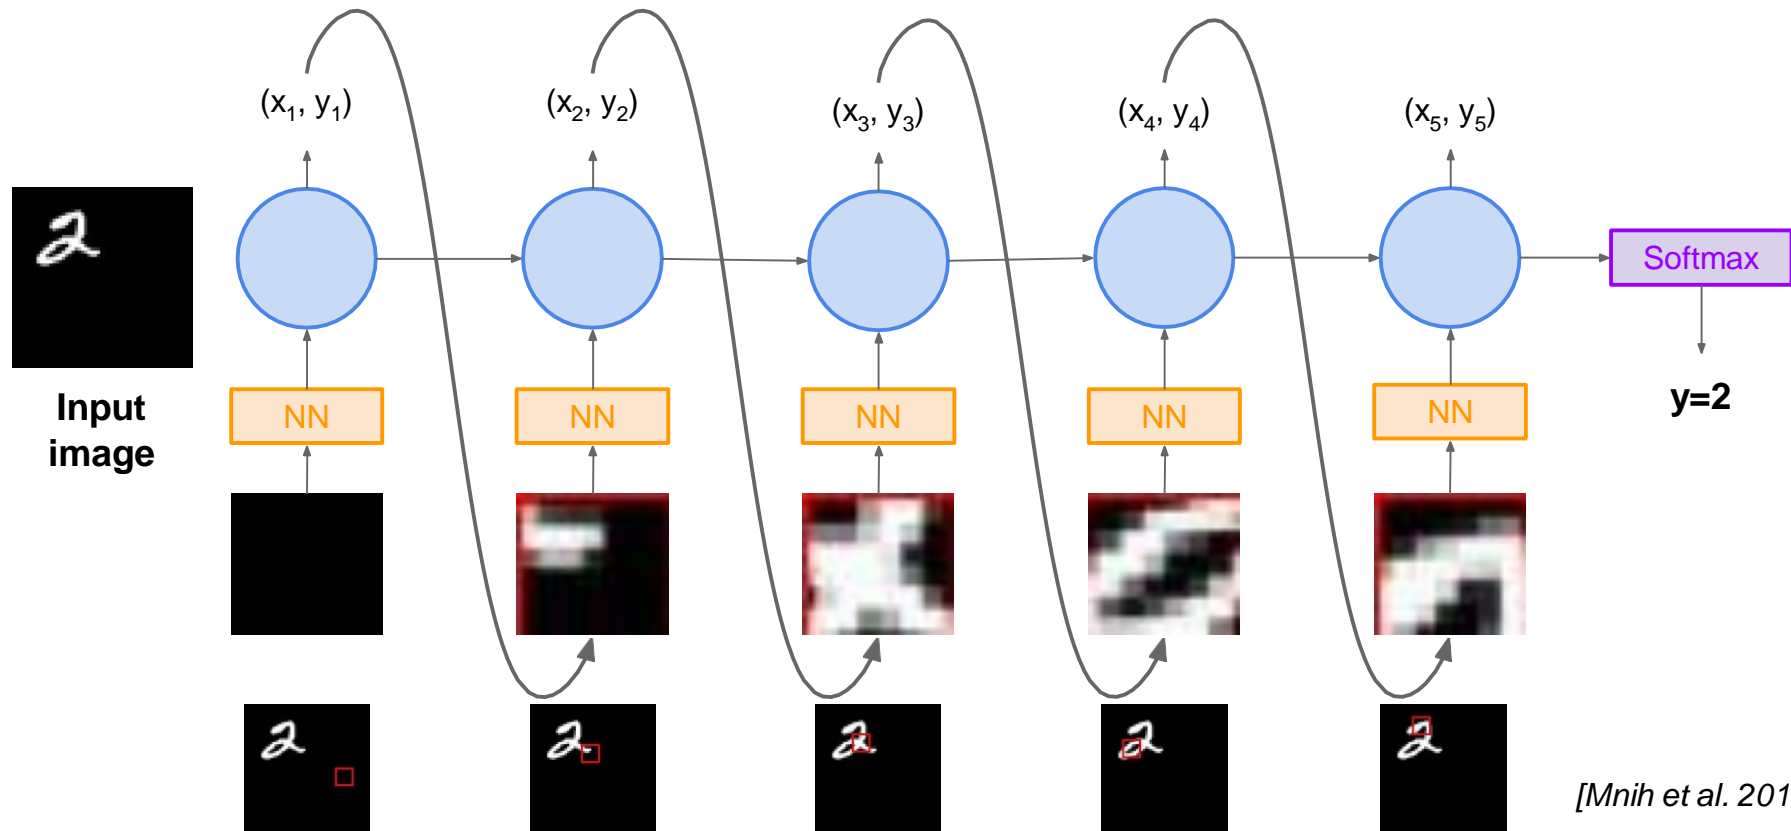 (x1, y1)
(x2, y2)
(x3, y3)
(x4, y4)
(x5, y5)
Softmax
Input
image
NN
NN
NN
NN
NN
y=2
[Mnih et al. 201